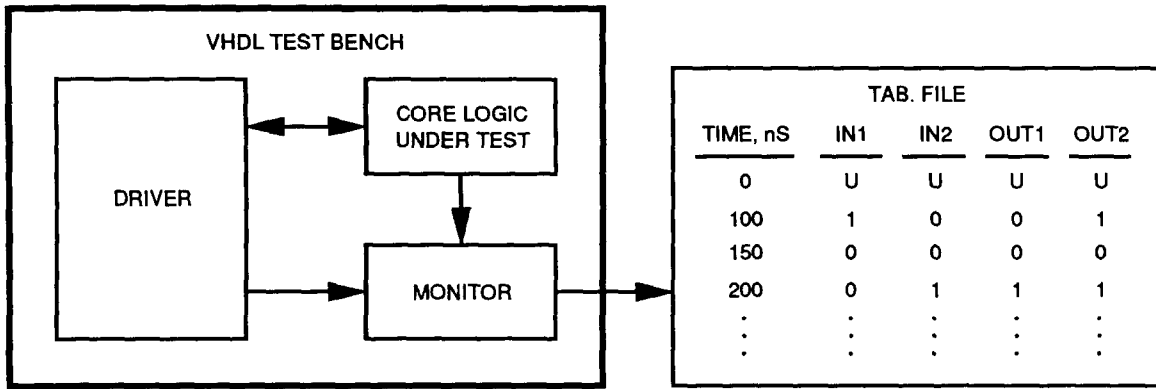 VHDL TEST BENCH
DRIVER
CORE LOGIC
UNDER TEST
MONITOR
TAB. FILE
TIME, nS IN1 IN2 OUT1 OUT2
0 U U U U
100 1 0 0 1
150 0 0 0 0
200 0 1 1 1
. . . . .
. . . . .
. . . . .